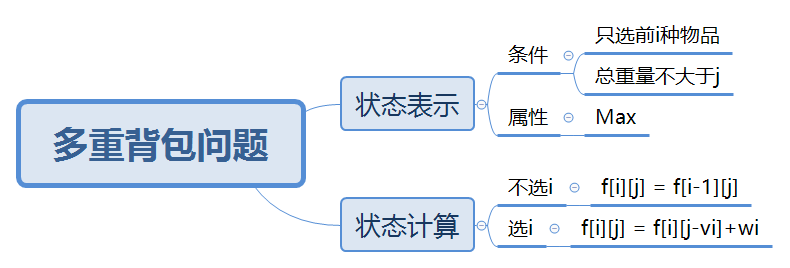 多重背包问题
状态表示
条件
只选前i种物品
总重量不大于j
属性
Max
状态计算
不选i
f[i][j] = f[i-1][j]
选i
f[i][j] = f[i][j-vi]+wi